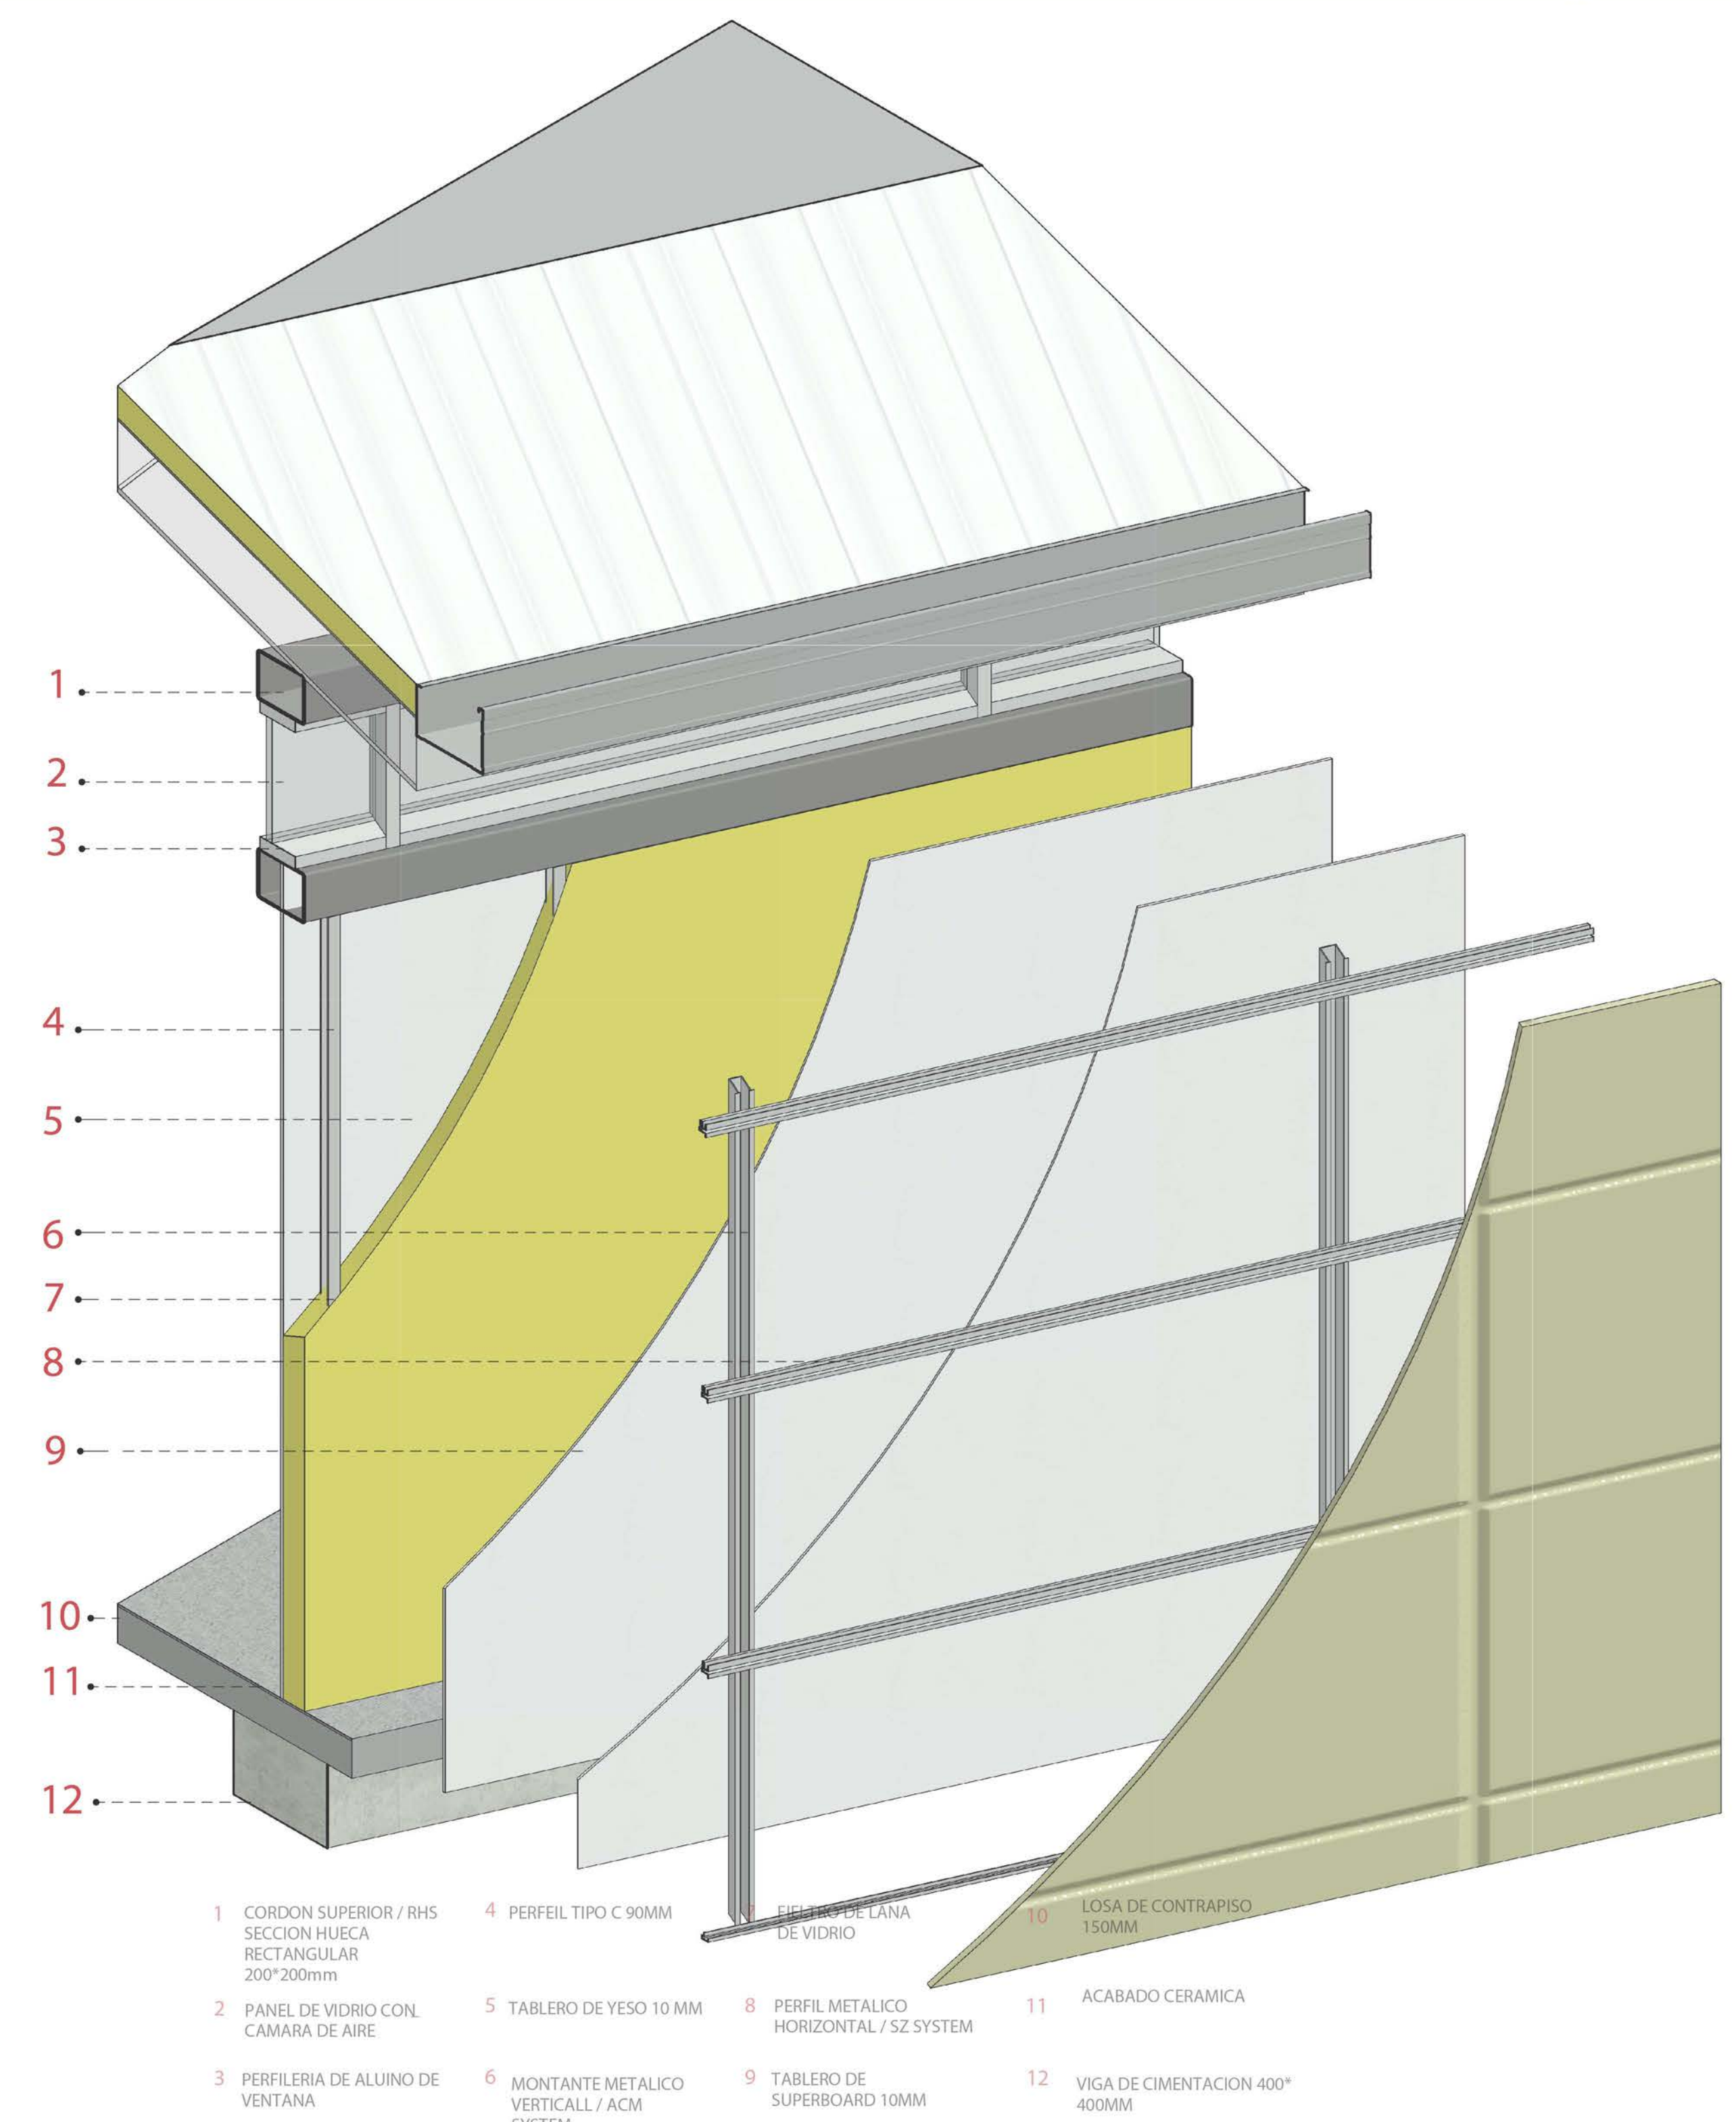 1
2
3
4
5
6
7
8
9
10
11
12
1 CORDON SUPERIOR / RHS
SECCION HUECA
RECTANGULAR
200*200mm
2 PANEL DE VIDRIO CON
CAMARA DE AIRE
3 PERFILERIA DE ALUINO DE
VENTANA
4 PERFEIL TIPO C 90MM
5 TABLERO DE YESO 10 MM
6 MONTANTE METALICO
VERTICALL / ACM
SYSTEM
7 FIELTRO DE LANA
DE VIDRIO
8 PERFIL METALICO
HORIZONTAL / SZ SYSTEM
9 TABLERO DE
SUPERBOARD 10MM
10 LOSA DE CONTRAPISO
150MM
11 ACABADO CERAMICA
12 VIGA DE CIMENTACION 400*
400MM